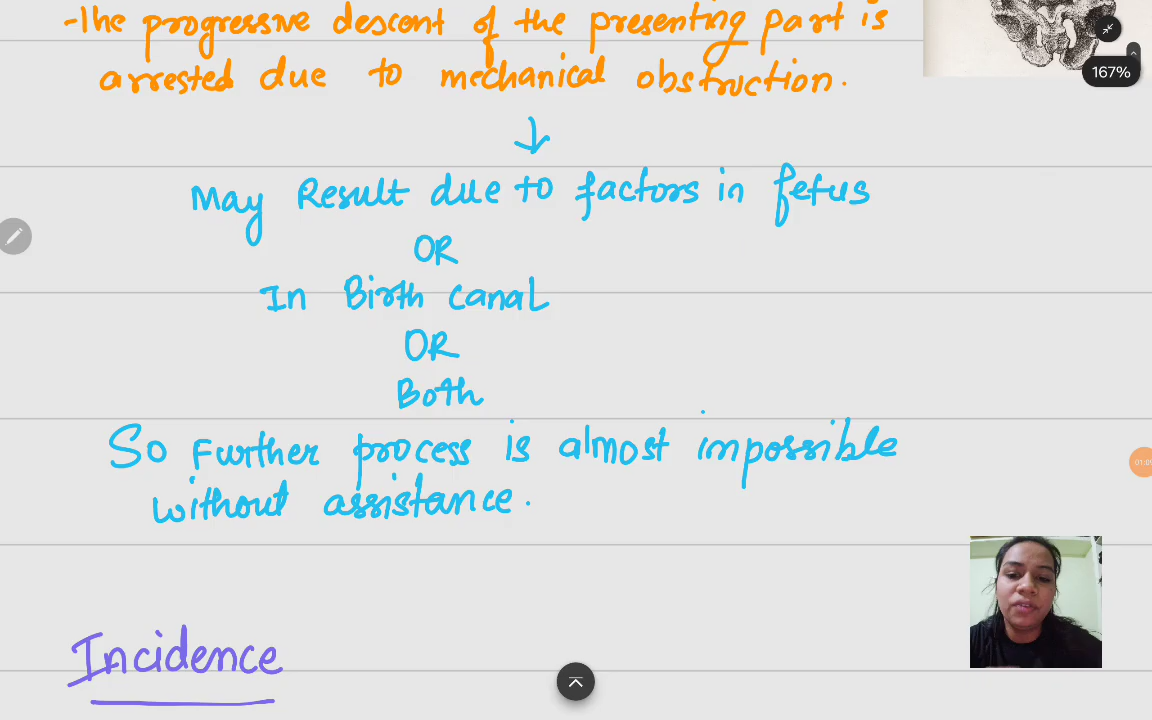 -The progressive descent of the presenting part is
arrested due to mechanical obstruction.
167%
May Result due to factors in fetus
OR
In Birth canal
OR
Both
So Further process is almost impossible
without assistance.
Incidence